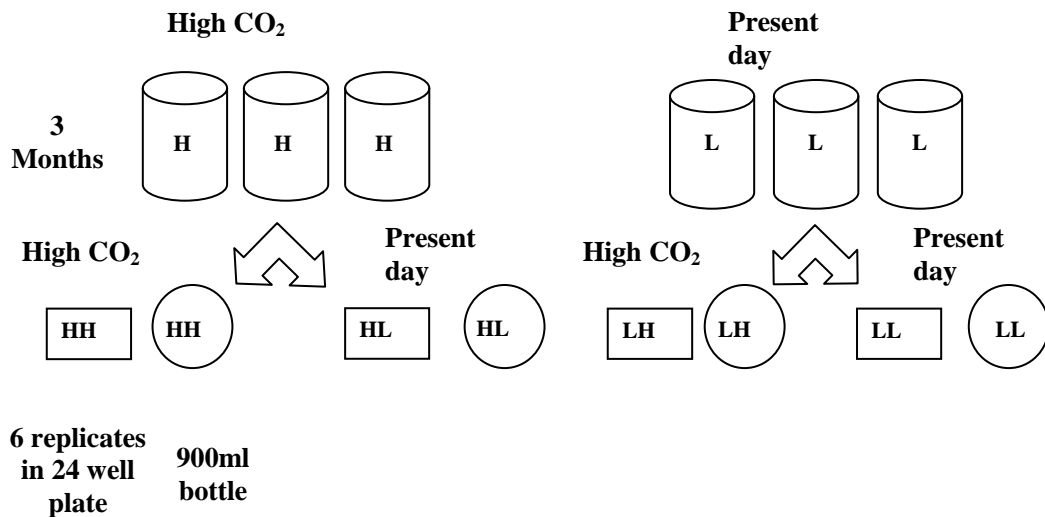 High CO₂
Present
day
3
Months
H H H
L L L
High CO₂
Present
day
High CO₂
Present
day
HH HH HL HL
LH LH LL LL
6 replicates
in 24 well
plate
900ml
bottle